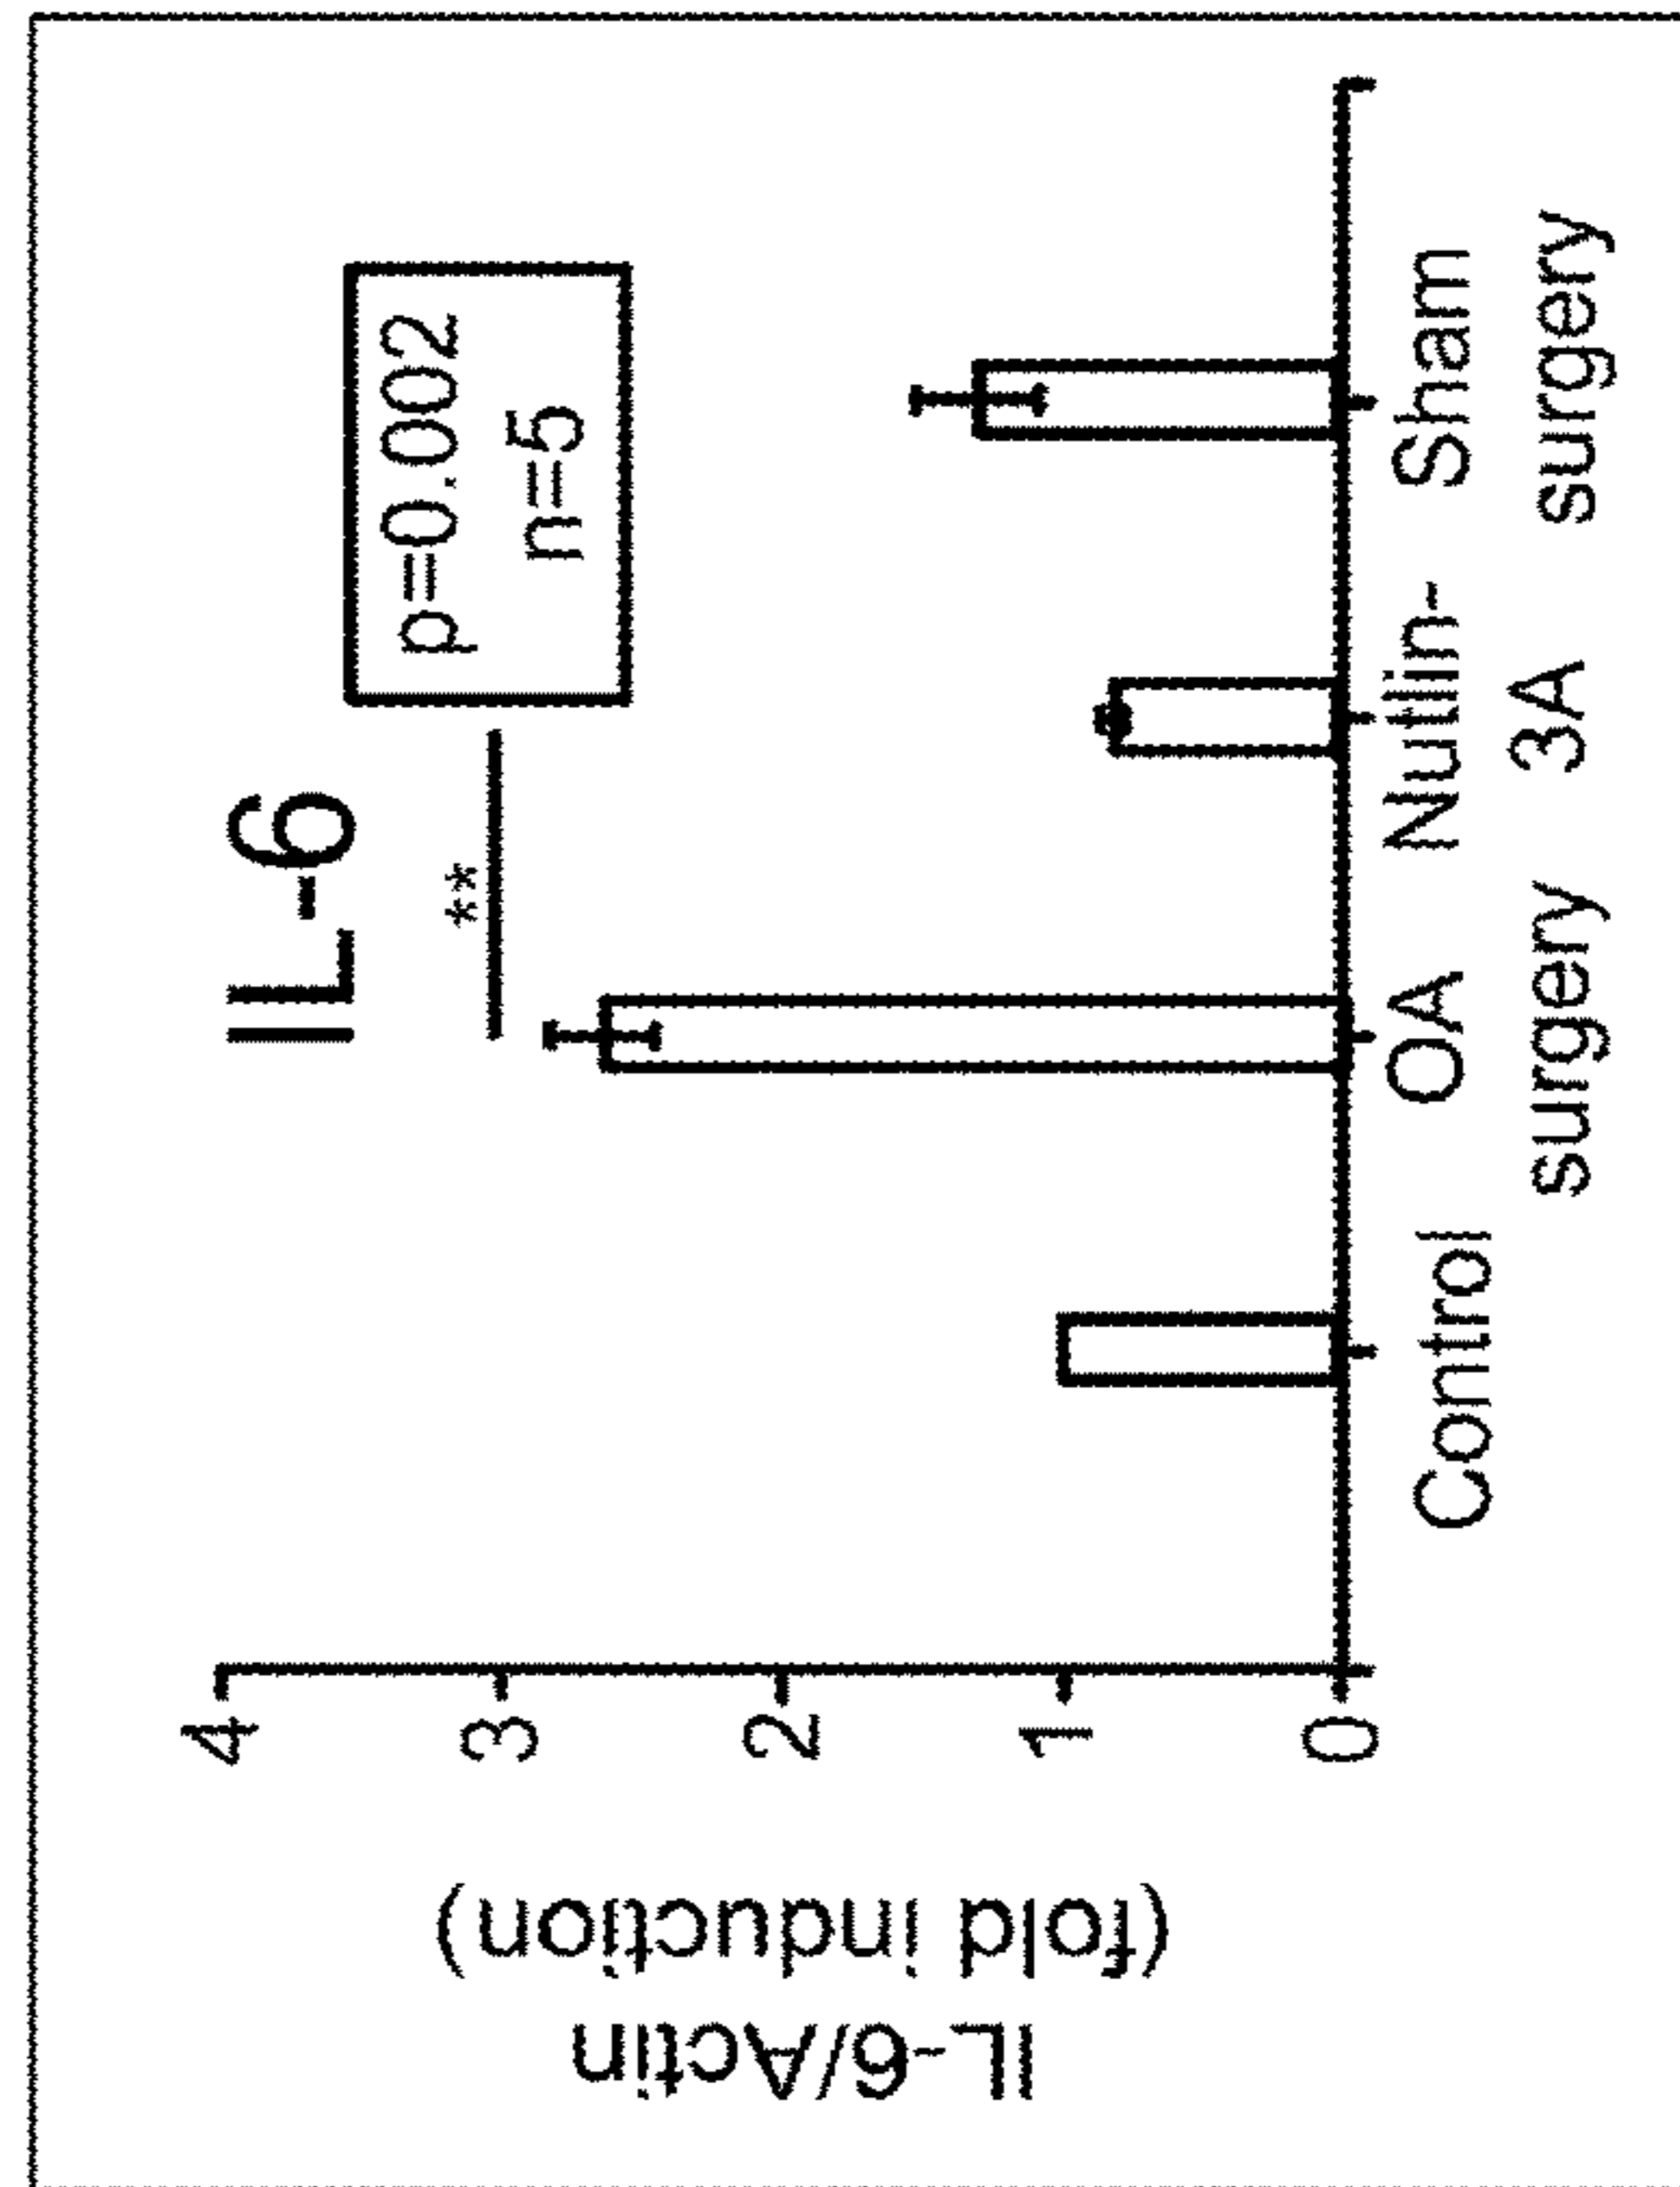 IL-6
**
p=0.002
n=5
IL-6/Actin
(fold induction)
4
3
2
1
0
Control
OA
surgery
Nutlin-
3A
Sham
surgery